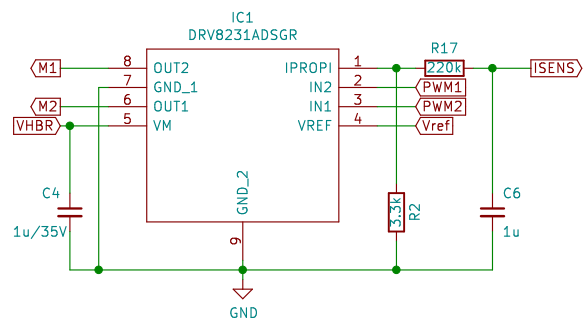 IC1
DRV8231ADSGR
M1 8 OUT2 IPROPI 1 R17 220k ISENS
7 GND_1 IN2 2 PWM1
M2 6 OUT1 IN1 3 PWM2
VHBR 5 VM VREF 4 Vref
GND_2
C4 3.3k R2 C6
1u/35V 9 1u
GND